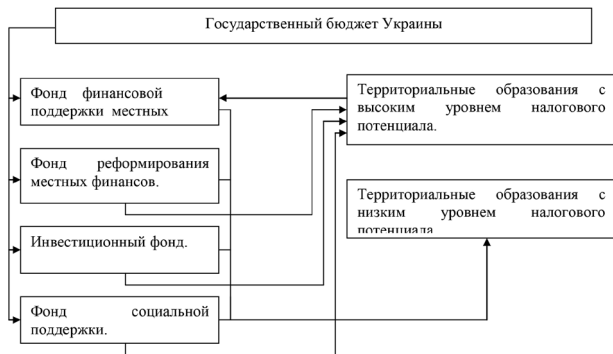 Государственный бюджет Украины
Фонд финансовой
поддержки местных
Фонд реформирования
местных финансов.
Инвестиционный фонд.
Фонд социальной
поддержки.
Территориальные образования с
высоким уровнем налогового
потенциала.
Территориальные образования с
низким уровнем налогового
потенциала